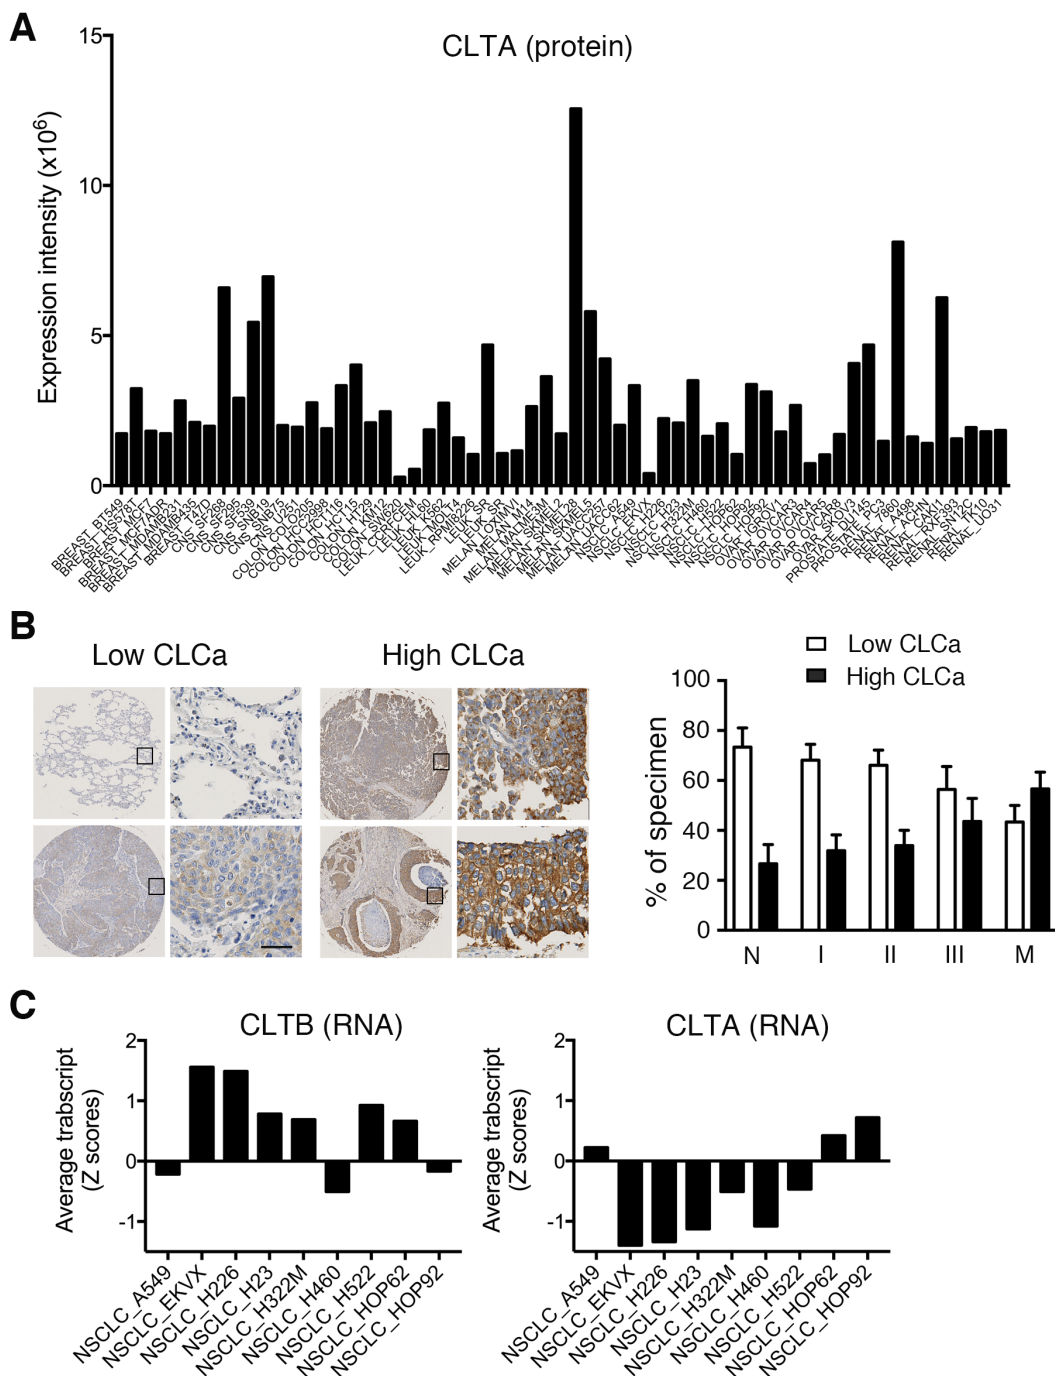 A
CLTA (protein)
Expression intensity (x10⁶)
15
10
5
0
BREAST_BT549
BREAST_HS578T
BREAST_MCF7
BREAST_MDAMB231
BREAST_T47D
CNS_SF268
CNS_SF295
CNS_SF539
CNS_SNB19
CNS_SNB75
CNS_U251
COLON_COLO205
COLON_HCC2998
COLON_HCT116
COLON_HCT15
COLON_HT29
COLON_KM12
COLON_SW620
LEUK_CCRFCEM
LEUK_HL60
LEUK_K562
LEUK_MOLT4
LEUK_RPMI8226
LEUK_SR
MELAN_M14
MELAN_SKMEL2
MELAN_SKMEL28
MELAN_SKMEL5
MELAN_UACC257
MELAN_UACC62
NSCLC_A549
NSCLC_EKVX
NSCLC_H226
NSCLC_H23
NSCLC_H322M
NSCLC_H460
NSCLC_H522
NSCLC_HOP62
NSCLC_HOP92
OVAR_IGROV1
OVAR_OVCAR3
OVAR_OVCAR4
OVAR_OVCAR5
OVAR_OVCAR8
OVAR_SKOV3
PROSTATE_DU145
PROSTATE_PC3
RENAL_7860
RENAL_A498
RENAL_ACHN
RENAL_CAKI1
RENAL_RXF393
RENAL_SN12C
RENAL_TK10
RENAL_UO31
B
Low CLCa
High CLCa
Low CLCa
High CLCa
% of specimen
100
80
60
40
20
0
N I II III M
C
CLTB (RNA)
Average trabscript
(Z scores)
2
1
0
-1
NSCLC_A549
NSCLC_EKVX
NSCLC_H226
NSCLC_H23
NSCLC_H322M
NSCLC_H460
NSCLC_H522
NSCLC_HOP62
NSCLC_HOP92
CLTA (RNA)
Average trabscript
(Z scores)
2
1
0
-1
NSCLC_A549
NSCLC_EKVX
NSCLC_H226
NSCLC_H23
NSCLC_H322M
NSCLC_H460
NSCLC_H522
NSCLC_HOP62
NSCLC_HOP92